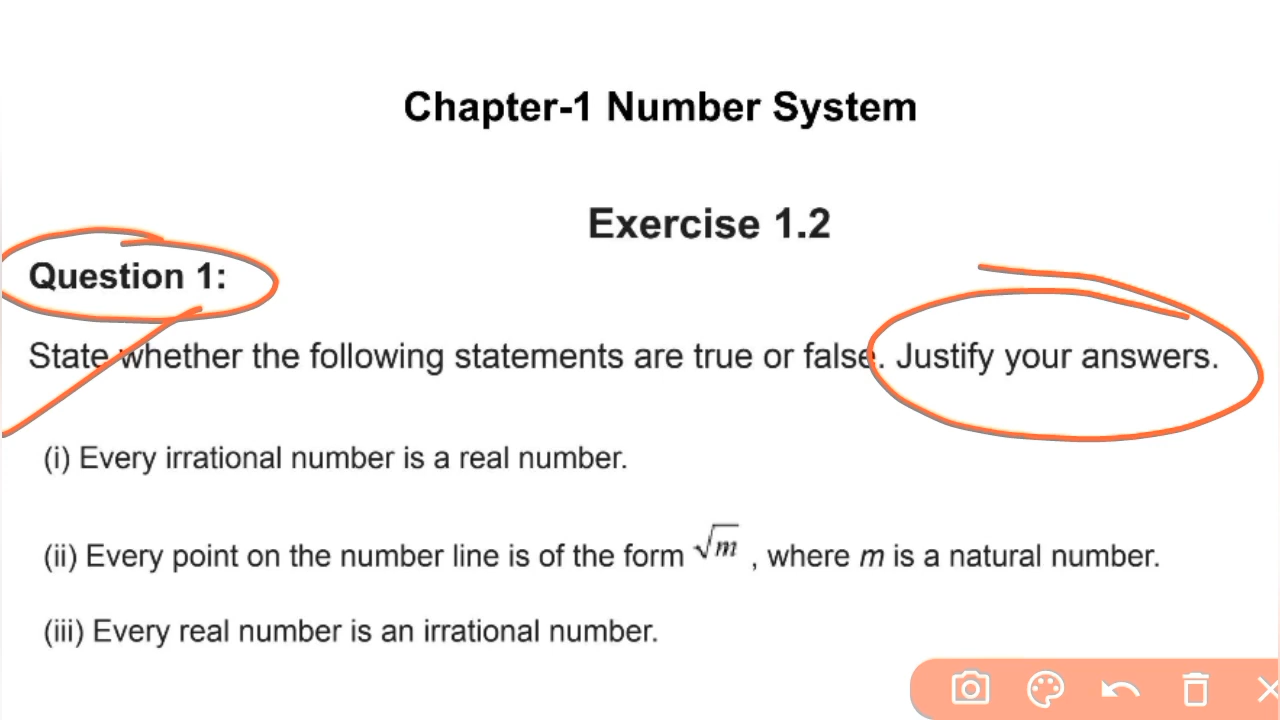 Chapter-1 Number System
Exercise 1.2
Question 1:
State whether the following statements are true or false. Justify your answers.
(i) Every irrational number is a real number.
(ii) Every point on the number line is of the form √m , where m is a natural number.
(iii) Every real number is an irrational number.